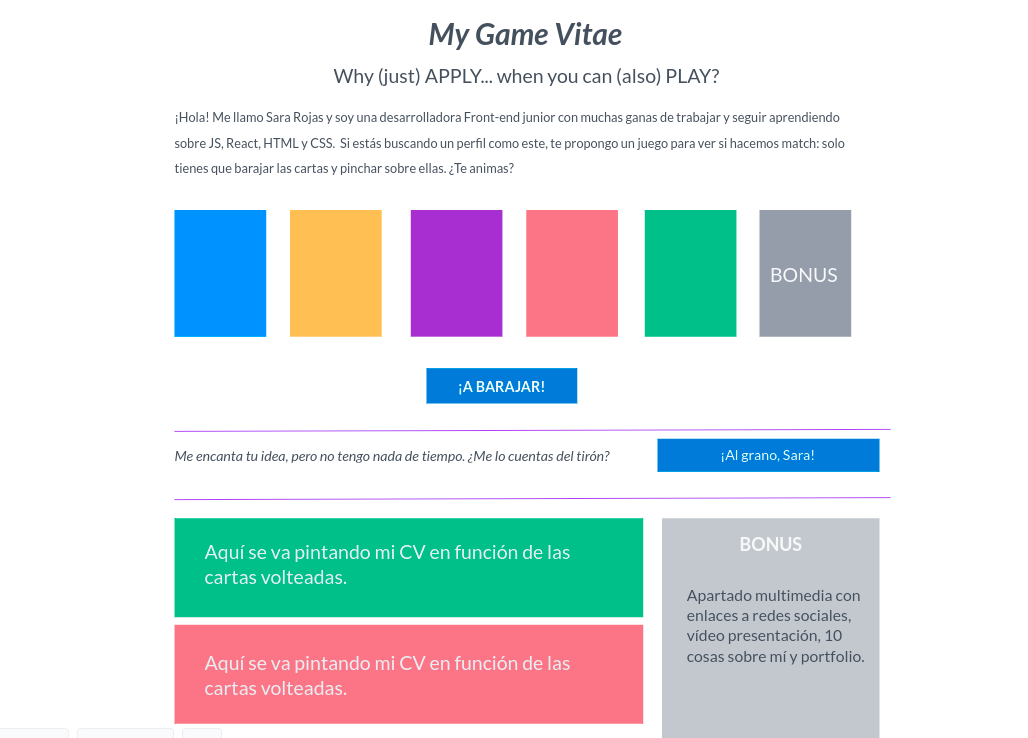 My Game Vitae
Why (just) APPLY... when you can (also) PLAY?
¡Hola! Me llamo Sara Rojas y soy una desarrolladora Front-end junior con muchas ganas de trabajar y seguir aprendiendo
sobre JS, React, HTML y CSS.  Si estás buscando un perfil como este, te propongo un juego para ver si hacemos match: solo
tienes que barajar las cartas y pinchar sobre ellas. ¿Te animas?
BONUS
¡A BARAJAR!
Me encanta tu idea, pero no tengo nada de tiempo. ¿Me lo cuentas del tirón?
¡Al grano, Sara!
Aquí se va pintando mi CV en función de las
cartas volteadas.
Aquí se va pintando mi CV en función de las
cartas volteadas.
BONUS
Apartado multimedia con
enlaces a redes sociales,
vídeo presentación, 10
cosas sobre mí y portfolio.